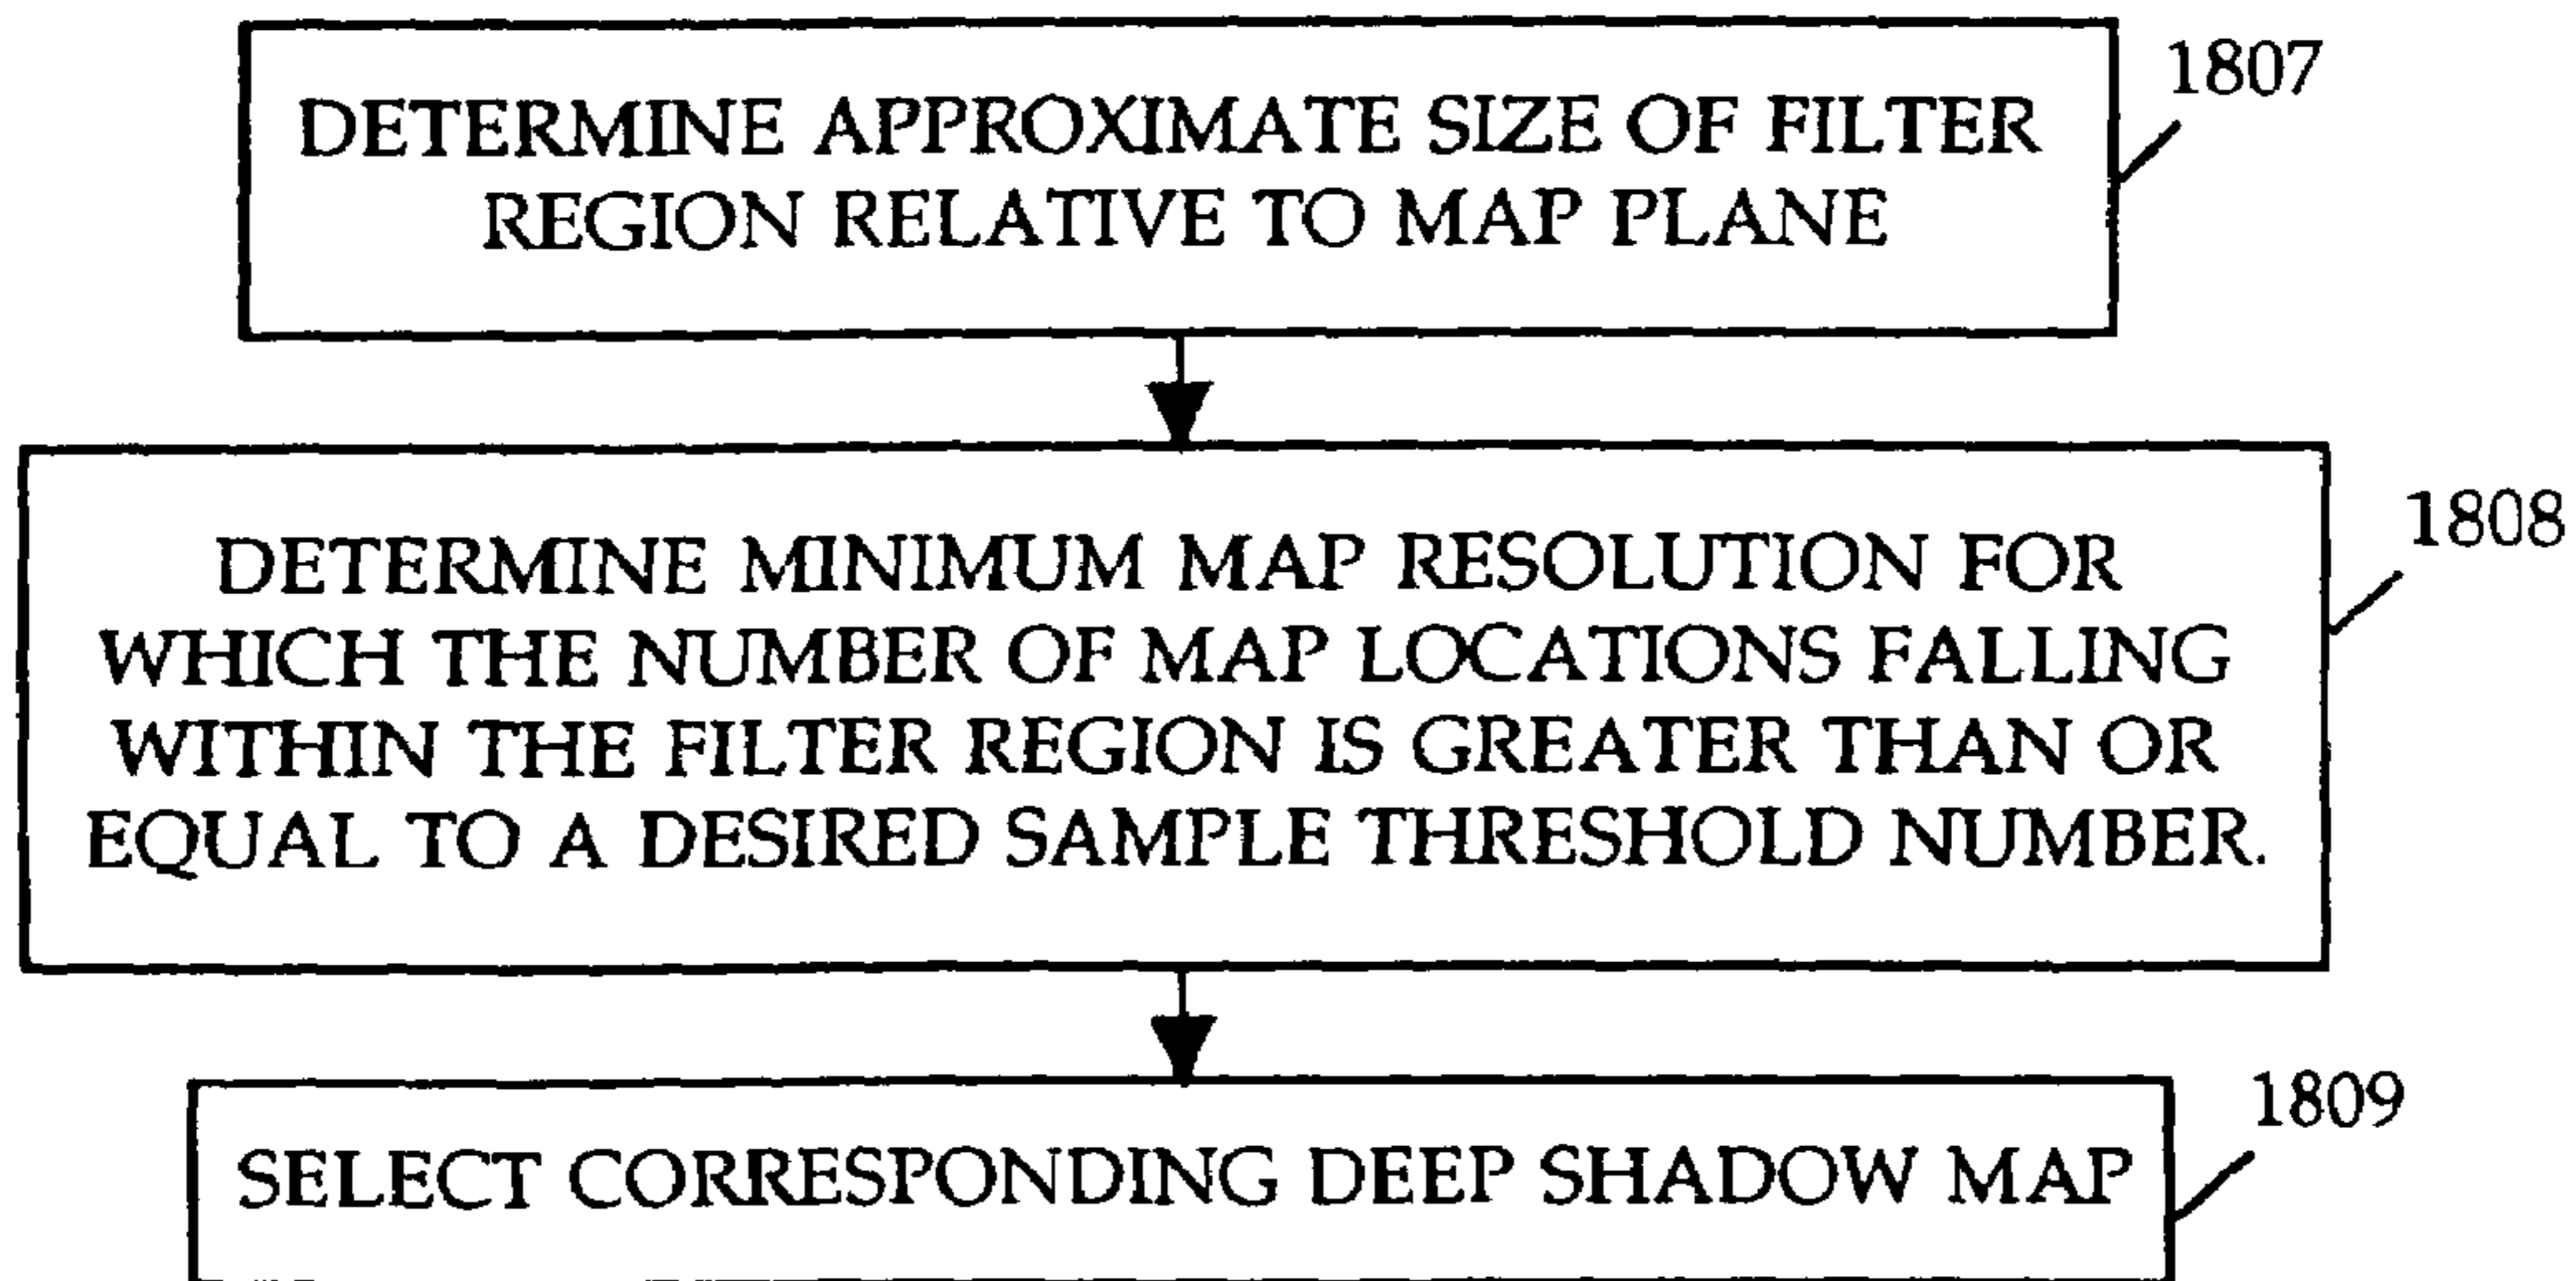 DETERMINE APPROXIMATE SIZE OF FILTER
REGION RELATIVE TO MAP PLANE
1807
DETERMINE MINIMUM MAP RESOLUTION FOR
WHICH THE NUMBER OF MAP LOCATIONS FALLING
WITHIN THE FILTER REGION IS GREATER THAN OR
EQUAL TO A DESIRED SAMPLE THRESHOLD NUMBER.
1808
SELECT CORRESPONDING DEEP SHADOW MAP
1809